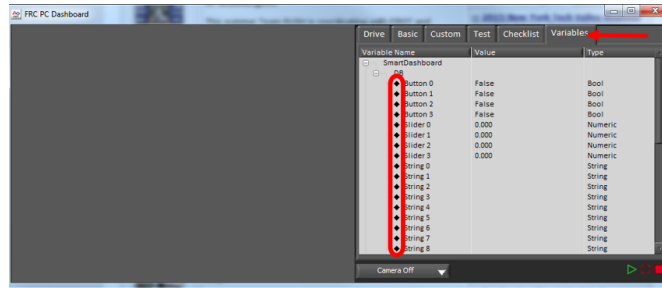 FRC PC Dashboard
Drive Basic Custom Test Checklist Variables
Variable Name Value Type
SmartDashboard
DB
Button 0 False Bool
Button 1 False Bool
Button 2 False Bool
Button 3 False Bool
Slider 0 0.000 Numeric
Slider 1 0.000 Numeric
Slider 2 0.000 Numeric
Slider 3 0.000 Numeric
String 0 String
String 1 String
String 2 String
String 3 String
String 4 String
String 5 String
String 6 String
String 7 String
String 8 String
Camera Off